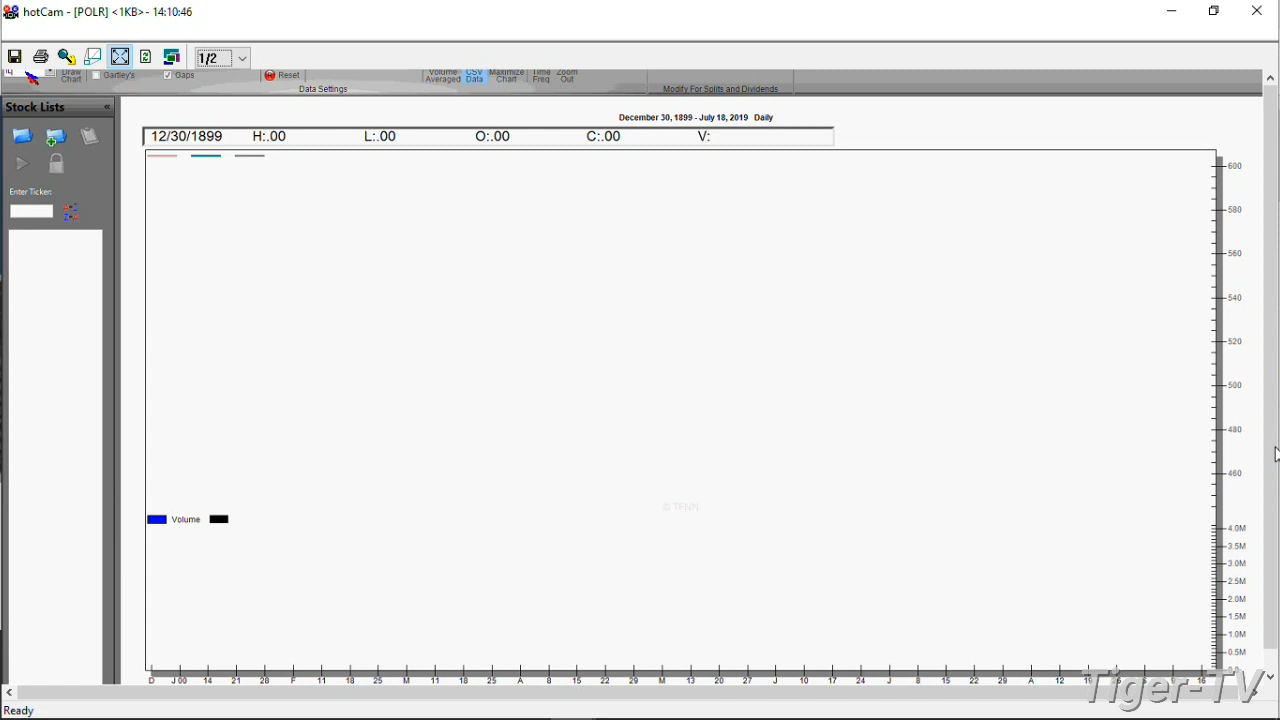 hotCam - [POLR] <1KB> - 14:10:46
1/2
Draw Chart
Gartley's
Gaps
Reset
Volume Averaged
CSV Data
Maximize Chart
Time Freq
Zoom Out
Data Settings
Modify For Splits and Dividends
Stock Lists «
December 30, 1899 - July 18, 2019 Daily
12/30/1899 H:.00 L:.00 O:.00 C:.00 V:
Enter Ticker:
600
580
560
540
520
500
480
460
© TFNN
Volume
4.0M
3.5M
3.0M
2.5M
2.0M
1.5M
1.0M
0.5M
D J 00 14 21 28 F 11 18 25 M 11 18 25 A 8 15 22 29 M 13 20 27 J 10 17 24 J 8 15 22 29 A 12 16
Tiger-TV
Ready